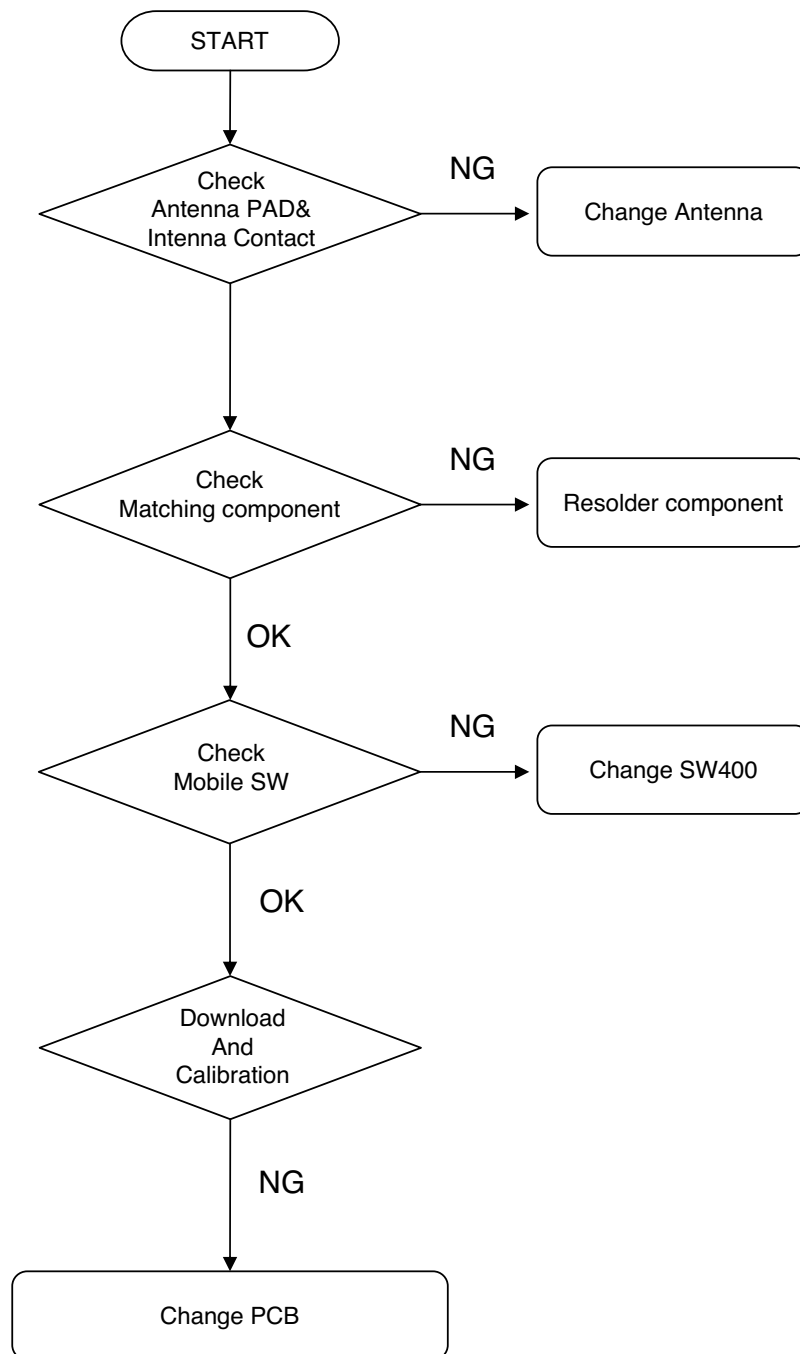 START
Check
Antenna PAD&
Intenna Contact
NG
Change Antenna
Check
Matching component
NG
Resolder component
OK
Check
Mobile SW
NG
Change SW400
OK
Download
And
Calibration
NG
Change PCB